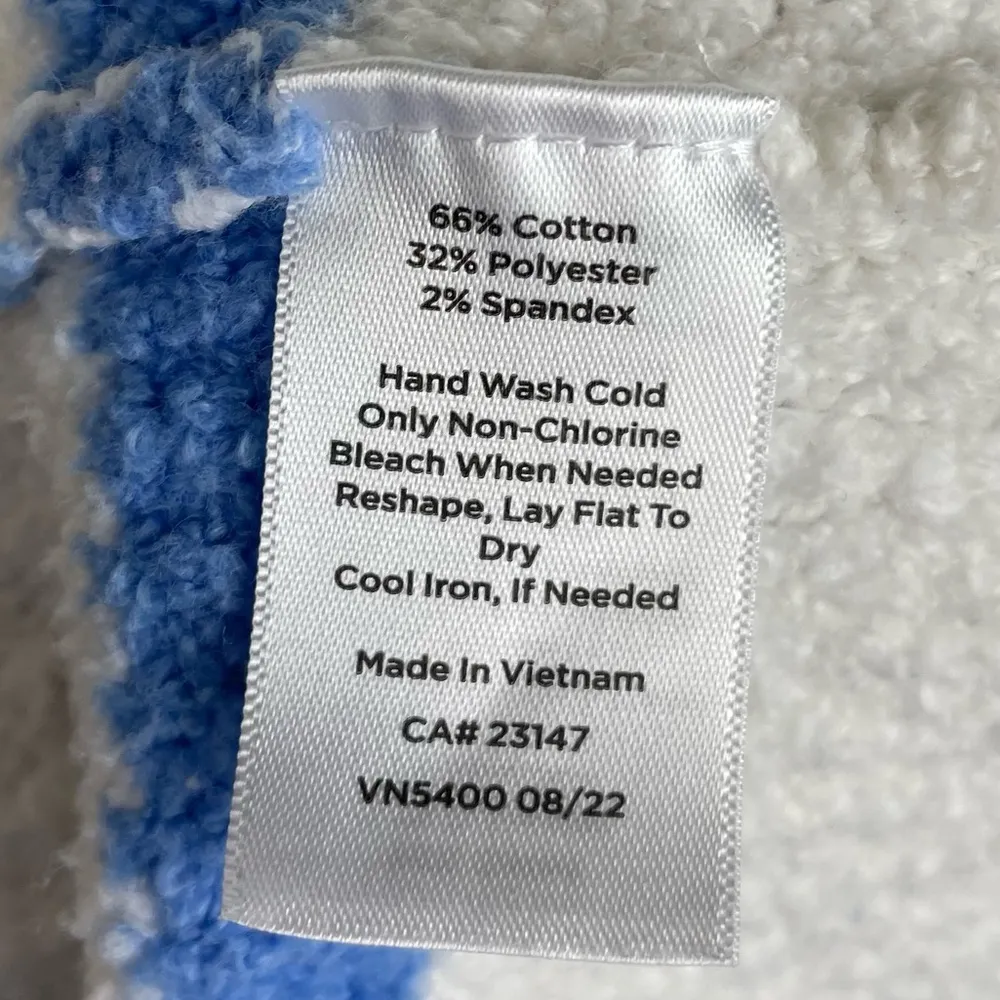 66% Cotton
32% Polyester
2% Spandex
Hand Wash Cold
Only Non-Chlorine
Bleach When Needed
Reshape, Lay Flat To
Dry
Cool Iron, If Needed
Made In Vietnam
CA# 23147
VN5400 08/22